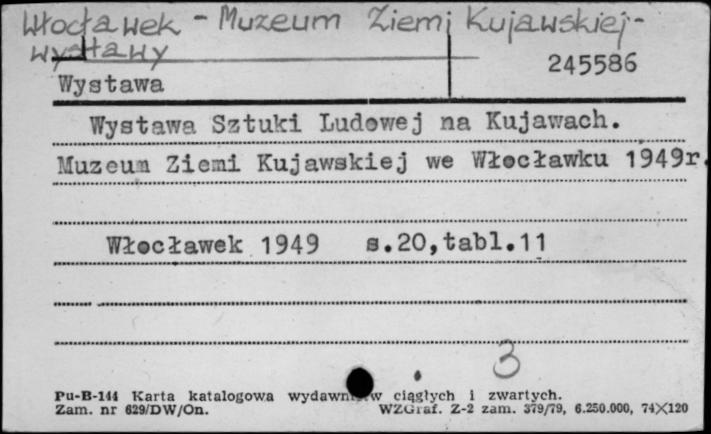 Włocławek - Muzeum Ziemi Kujawskiej-
wystawy
245586
Wystawa
Wystawa Sztuki Ludowej na Kujawach.
Muzeum Ziemi Kujawskiej we Włocławku 1949r.
Włocławek 1949 s.20,tabl.11
3
Pu-B-144 Karta katalogowa wydawnictw ciągłych i zwartych.
Zam. nr 629/DW/On. WZGraf. Z-2 zam. 379/79, 6.250.000, 74×120